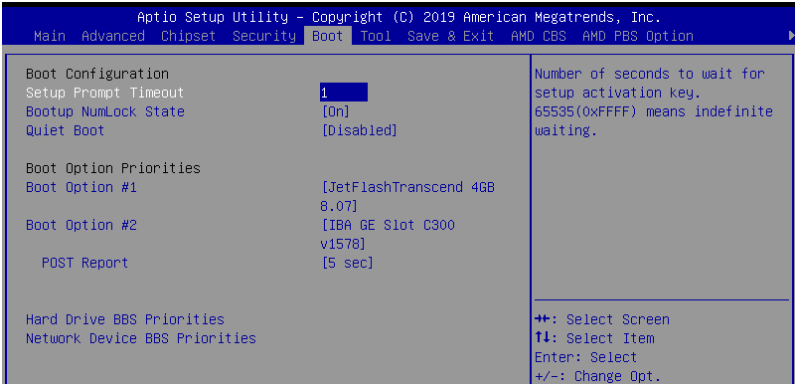 Aptio Setup Utility – Copyright (C) 2019 American Megatrends, Inc.
Main Advanced Chipset Security Boot Tool Save & Exit AMD CBS AMD PBS Option
Boot Configuration
Setup Prompt Timeout 1
Bootup NumLock State [On]
Quiet Boot [Disabled]
Boot Option Priorities
Boot Option #1 [JetFlashTranscend 4GB
8.07]
Boot Option #2 [IBA GE Slot C300
v1578]
POST Report [5 sec]
Hard Drive BBS Priorities
Network Device BBS Priorities
Number of seconds to wait for
setup activation key.
65535(0xFFFF) means indefinite
waiting.
→←: Select Screen
↑↓: Select Item
Enter: Select
+/-: Change Opt.